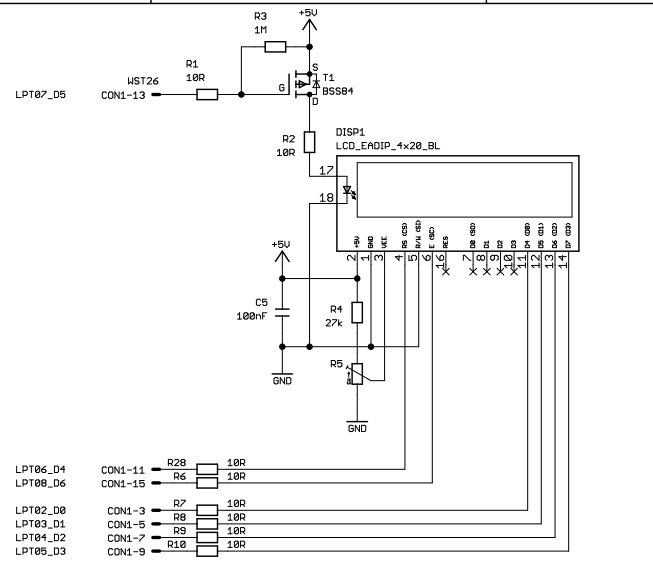 +5V
R3
1M
S
WST26
R1
10R
T1
BSS84
G
D
LPT07_D5 CON1-13
R2
10R
DISP1
LCD_EADIP_4x20_BL
17
18
+5V GND VEE RS (CS) R/W (SI) E (SC) RES D0 (SO) D1 D2 D3 D4 (D0) D5 (D1) D6 (D2) D7 (D3)
2 1 3 4 5 6 16 7 8 9 10 11 12 13 14
+5V
C5
100nF
R4
27k
R5
GND
GND
LPT06_D4 CON1-11 R28 10R
LPT08_D6 CON1-15 R6 10R
LPT02_D0 CON1-3 R7 10R
LPT03_D1 CON1-5 R8 10R
LPT04_D2 CON1-7 R9 10R
LPT05_D3 CON1-9 R10 10R